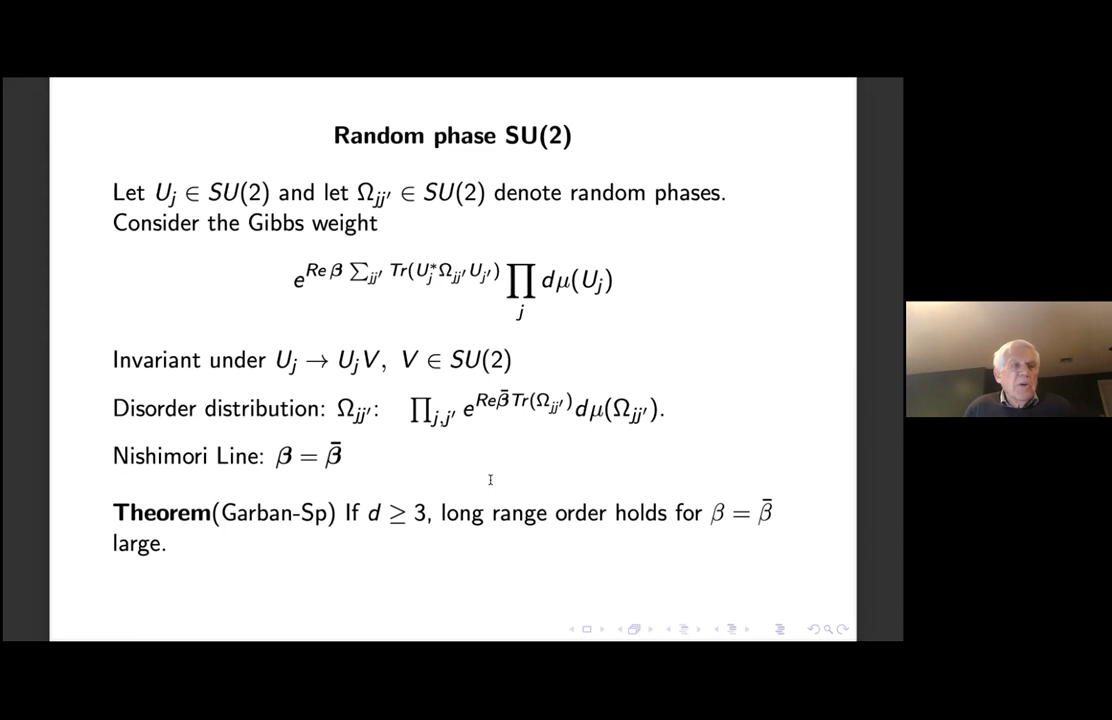 Random phase SU(2)
Let U_j ∈ SU(2) and let Ω_{jj'} ∈ SU(2) denote random phases.
Consider the Gibbs weight
e^{Re β ∑_{jj'} Tr(U_j^* Ω_{jj'} U_{j'})} ∏_j dμ(U_j)
Invariant under U_j → U_j V, V ∈ SU(2)
Disorder distribution: Ω_{jj'}: ∏_{j,j'} e^{Re β̄ Tr(Ω_{jj'})} dμ(Ω_{jj'}).
Nishimori Line: β = β̄
Theorem(Garban-Sp) If d ≥ 3, long range order holds for β = β̄
large.